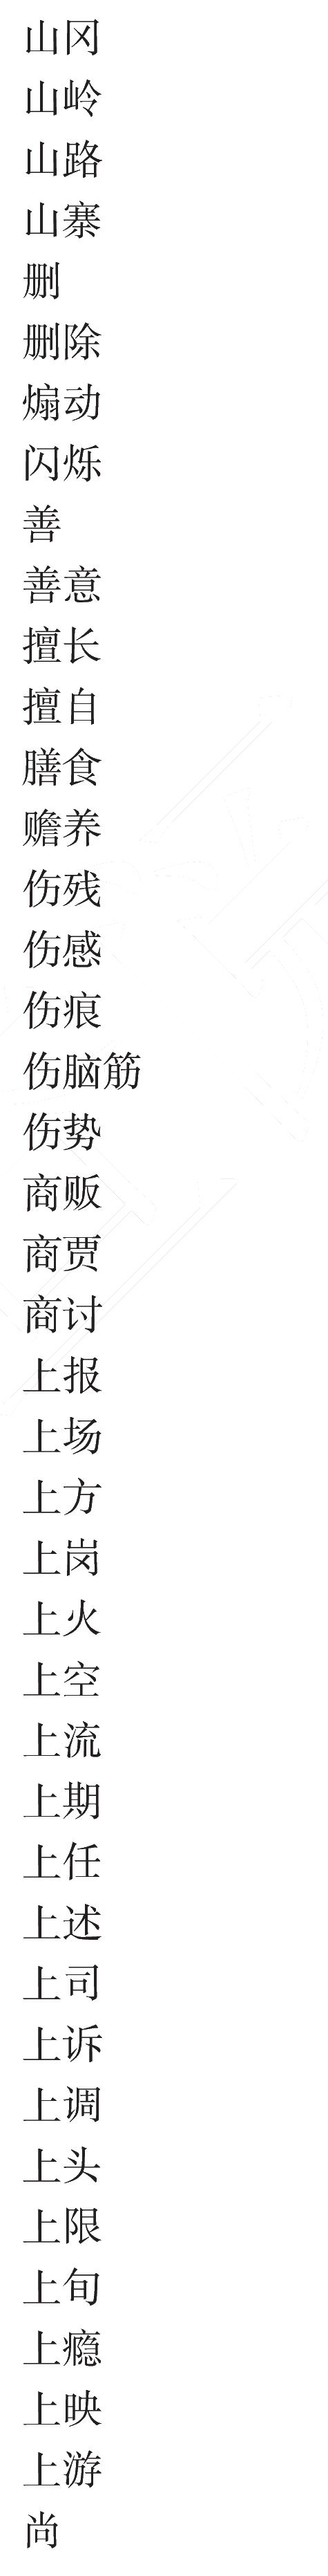 山冈
山岭
山路
山寨
删
删除
煽动
闪烁
善
善意
擅长
擅自
膳食
赡养
伤残
伤感
伤痕
伤脑筋
伤势
商贩
商贾
商讨
上报
上场
上方
上岗
上火
上空
上流
上期
上任
上述
上司
上诉
上调
上头
上限
上旬
上瘾
上映
上游
尚